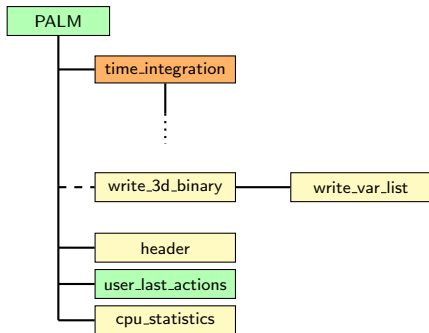 PALM
time_integration
write_3d_binary
write_var_list
header
user_last_actions
cpu_statistics